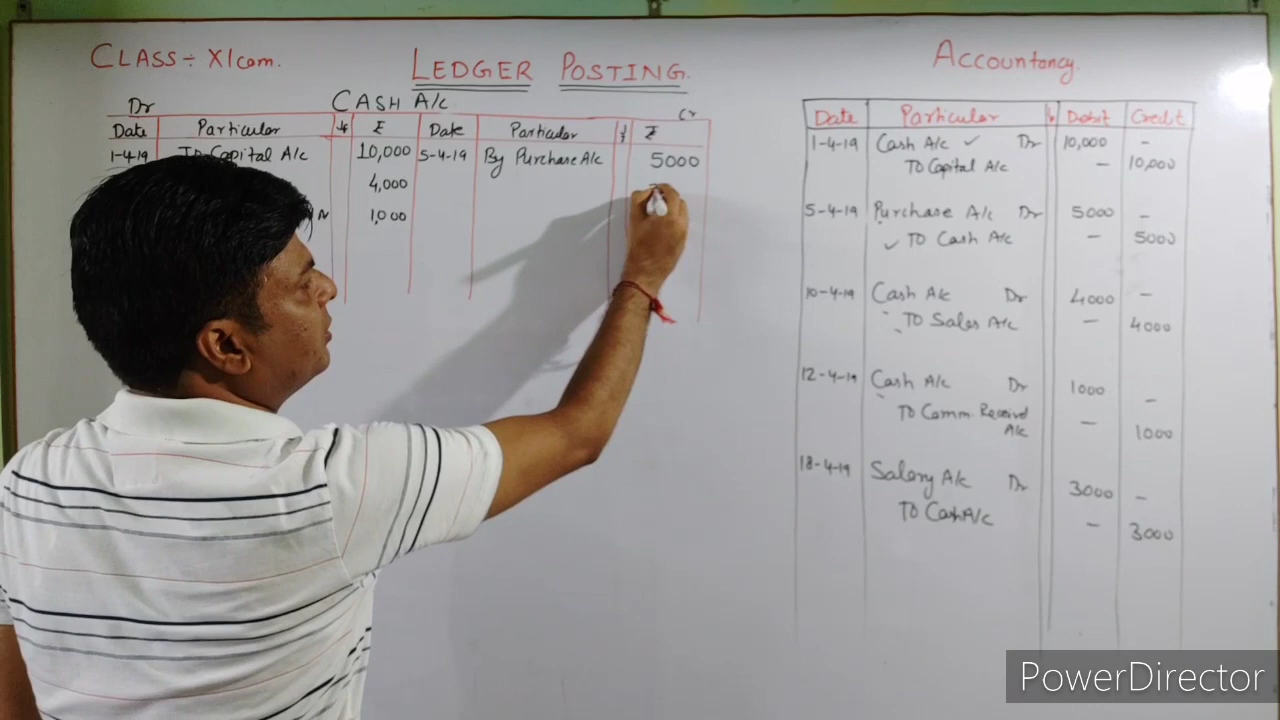 CLASS÷ XI com.
LEDGER POSTING.
Accountancy.
Dr CASH A/c Cr
Date Particular ₹ Date Particular ₹
1-4-19 To Capital A/c 10,000 5-4-19 By Purchase A/c 5000
4,000
1,000
Date Particular Debit Credit
1-4-19 Cash A/c ✓ Dr 10,000 -
To Capital A/c - 10,000
5-4-19 Purchase A/c Dr 5000 -
✓ To Cash A/c - 5000
10-4-19 Cash A/c Dr 4000 -
To Sales A/c - 4000
12-4-19 Cash A/c Dr 1000 -
To Comm. Received
A/c - 1000
18-4-19 Salary A/c Dr 3000 -
To Cash A/c - 3000
PowerDirector